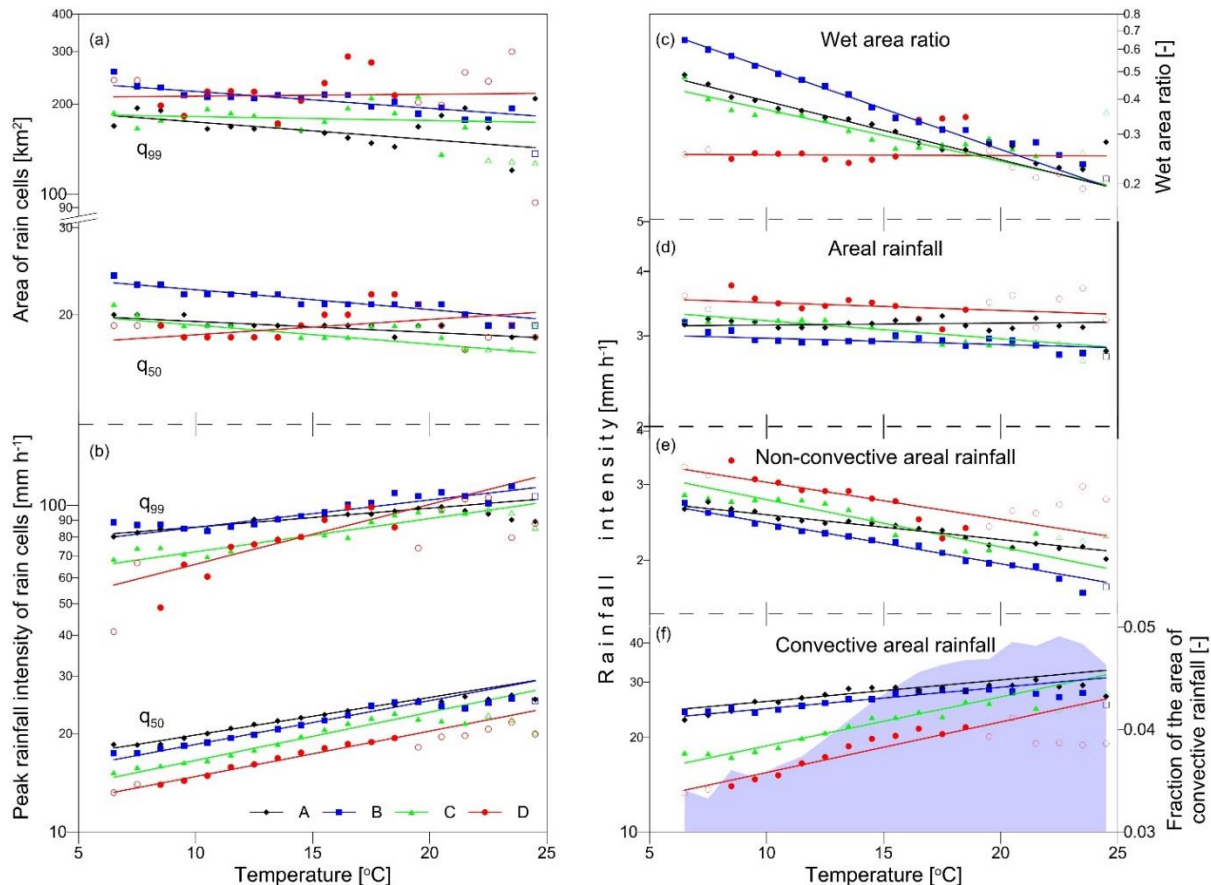 400
(a)
300
200
q99
100
90
30
20
q50
Area of rain cells [km²]
(b)
100
q99
90
80
70
60
50
40
30
20
q50
10
A B C D
Peak rainfall intensity of rain cells [mm h⁻¹]
5 10 15 20 25
Temperature [°C]
(c) Wet area ratio
0.8
0.7
0.6
0.5
0.4
0.3
0.2
Wet area ratio [-]
5
(d) Areal rainfall
4
3
2
4
(e) Non-convective areal rainfall
3
2
Rainfall intensity [mm h⁻¹]
(f) Convective areal rainfall
40
30
20
10
0.05
0.04
0.03
Fraction of the area of
convective rainfall [-]
5 10 15 20 25
Temperature [°C]